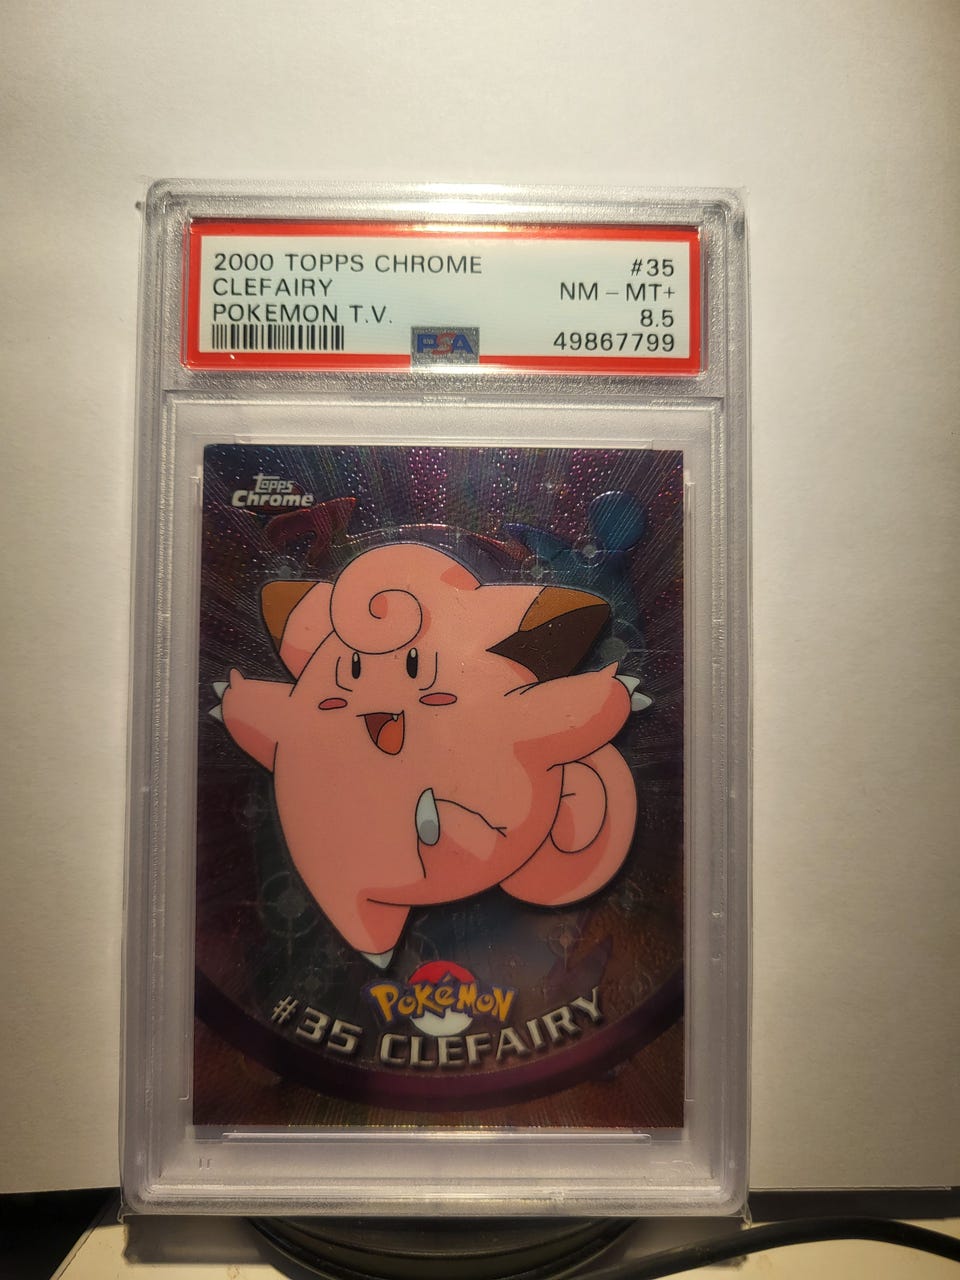 2000 TOPPS CHROME #35
CLEFAIRY NM - MT+
POKEMON T.V. 8.5
PSA 49867799
Topps
Chrome
POKéMON
#35 CLEFAIRY